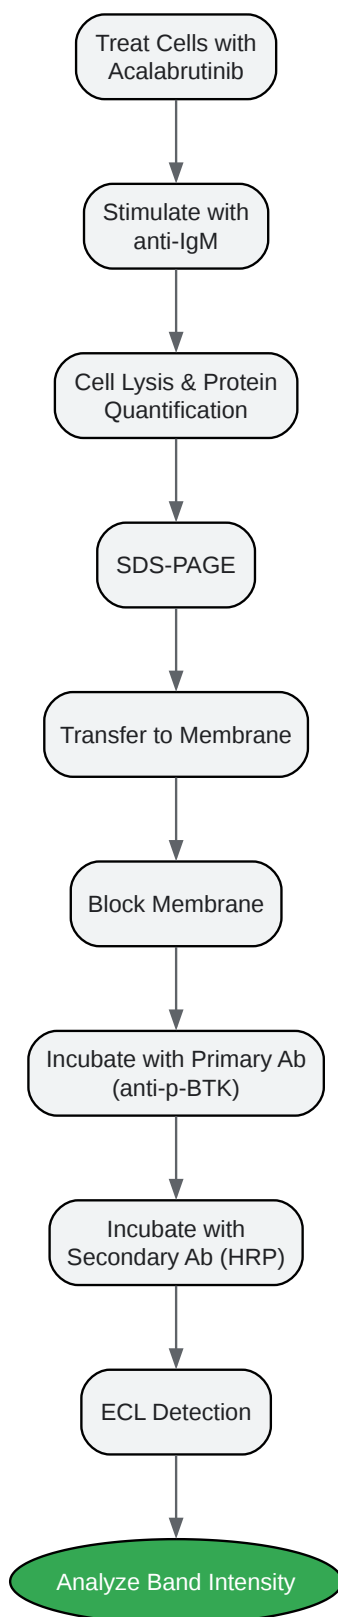 Treat Cells with
Acalabrutinib
Stimulate with
anti-IgM
Cell Lysis & Protein
Quantification
SDS-PAGE
Transfer to Membrane
Block Membrane
Incubate with Primary Ab
(anti-p-BTK)
Incubate with
Secondary Ab (HRP)
ECL Detection
Analyze Band Intensity